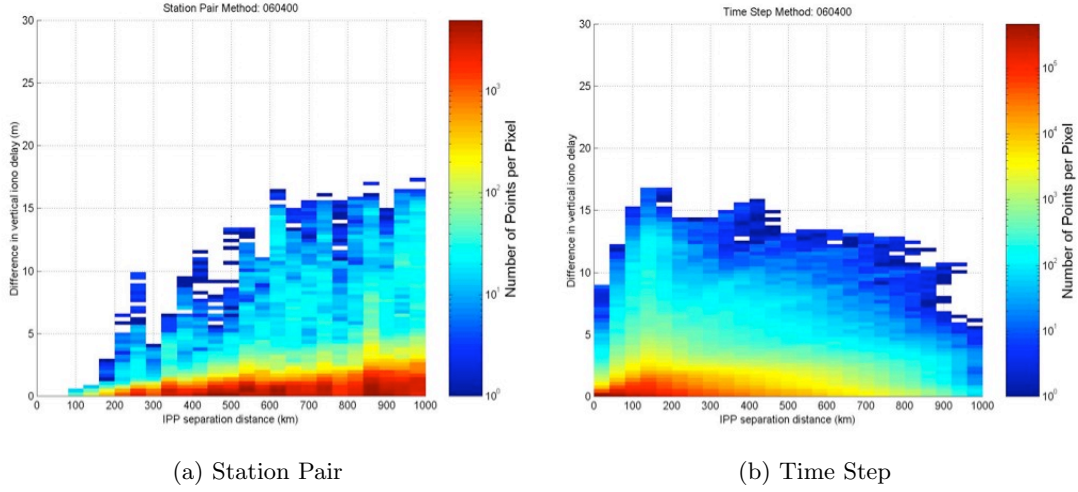 Station Pair Method: 060400
30
25
20
15
10
5
0
Difference in vertical iono delay (m)
0 100 200 300 400 500 600 700 800 900 1000
IPP separation distance (km)
10³
10²
10¹
10⁰
Number of Points per Pixel
(a) Station Pair
Time Step Method: 060400
30
25
20
15
10
5
0
Difference in vertical iono delay
0 100 200 300 400 500 600 700 800 900 1000
IPP separation distance (km)
10⁵
10⁴
10³
10²
10¹
10⁰
Number of Points per Pixel
(b) Time Step